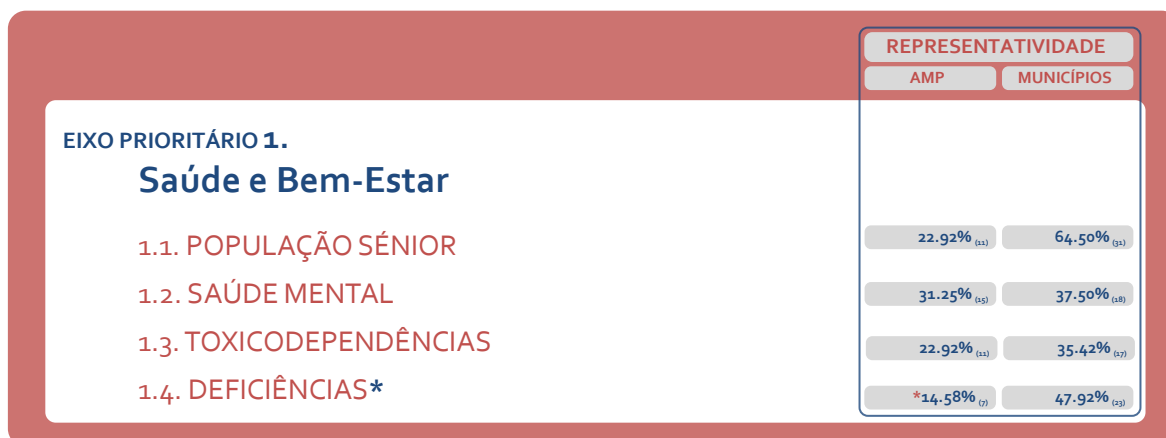 REPRESENTATIVIDADE
AMP MUNICÍPIOS
EIXO PRIORITÁRIO 1.
Saúde e Bem-Estar
1.1. POPULAÇÃO SÉNIOR 22.92% (11) 64.50% (31)
1.2. SAÚDE MENTAL 31.25% (15) 37.50% (18)
1.3. TOXICODEPENDÊNCIAS 22.92% (11) 35.42% (17)
1.4. DEFICIÊNCIAS* *14.58% (7) 47.92% (23)